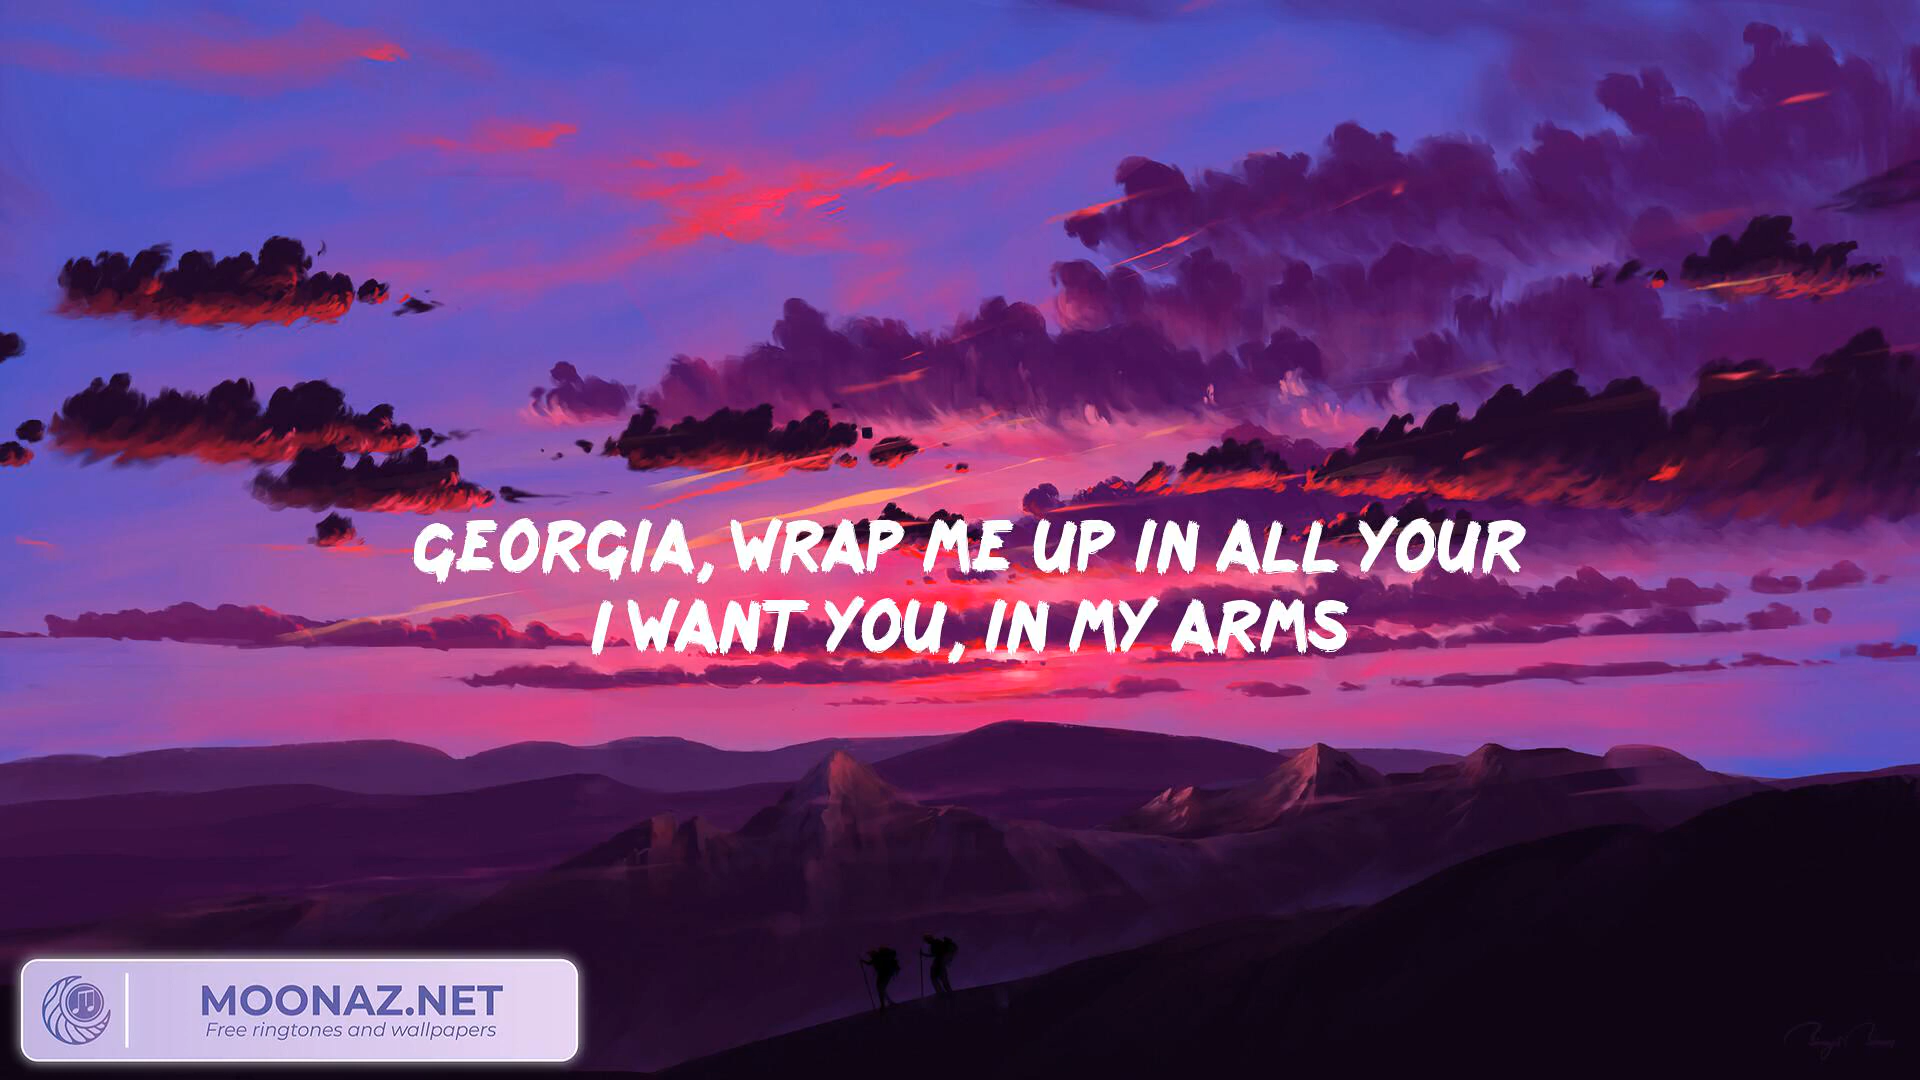 GEORGIA, WRAP ME UP IN ALL YOUR
I WANT YOU, IN MY ARMS
MOONAZ.NET
Free ringtones and wallpapers